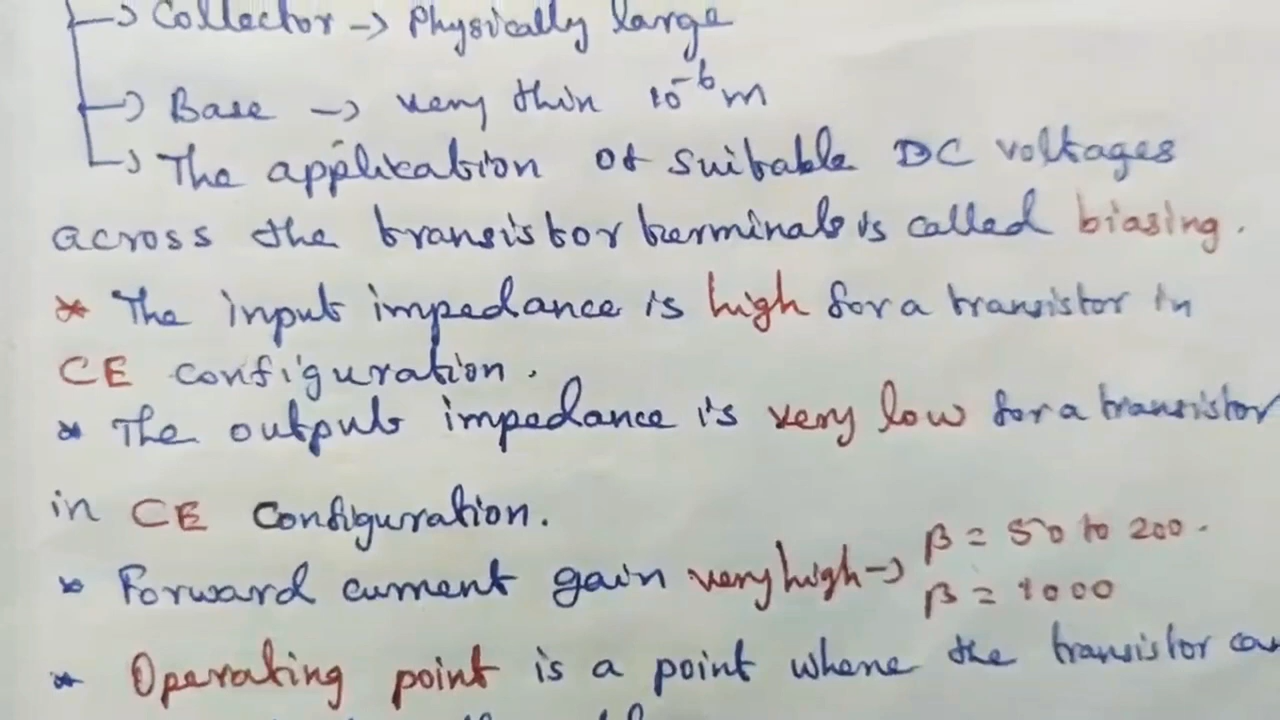 → Collector → Physically large
→ Base → very thin 10⁻⁶m
→ The application of suitable DC voltages
across the transistor terminals is called biasing.
* The input impedance is high for a transistor in
CE configuration.
* The output impedance is very low for a transistor
in CE configuration.
* Forward current gain very high → β = 50 to 200.
β = 1000
* Operating point is a point where the transistor can